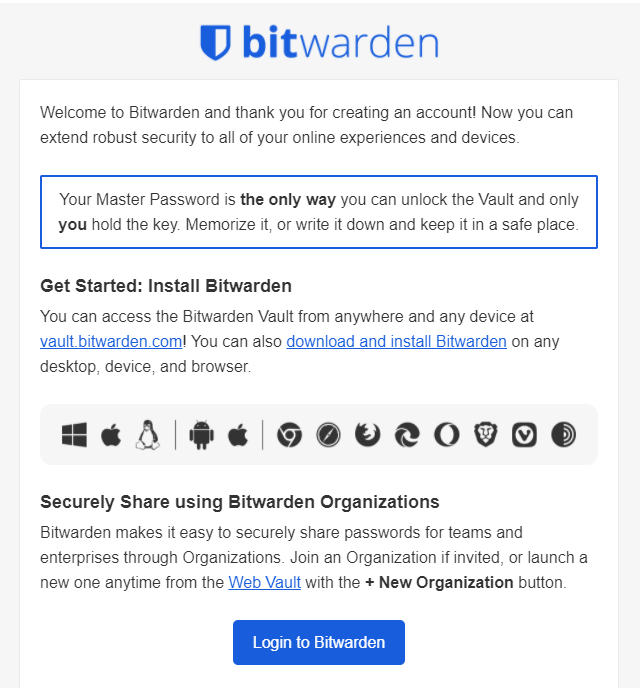 bitwarden
Welcome to Bitwarden and thank you for creating an account! Now you can
extend robust security to all of your online experiences and devices.
Your Master Password is the only way you can unlock the Vault and only
you hold the key. Memorize it, or write it down and keep it in a safe place.
Get Started: Install Bitwarden
You can access the Bitwarden Vault from anywhere and any device at
vault.bitwarden.com! You can also download and install Bitwarden on any
desktop, device, and browser.
Securely Share using Bitwarden Organizations
Bitwarden makes it easy to securely share passwords for teams and
enterprises through Organizations. Join an Organization if invited, or launch a
new one anytime from the Web Vault with the + New Organization button.
Login to Bitwarden